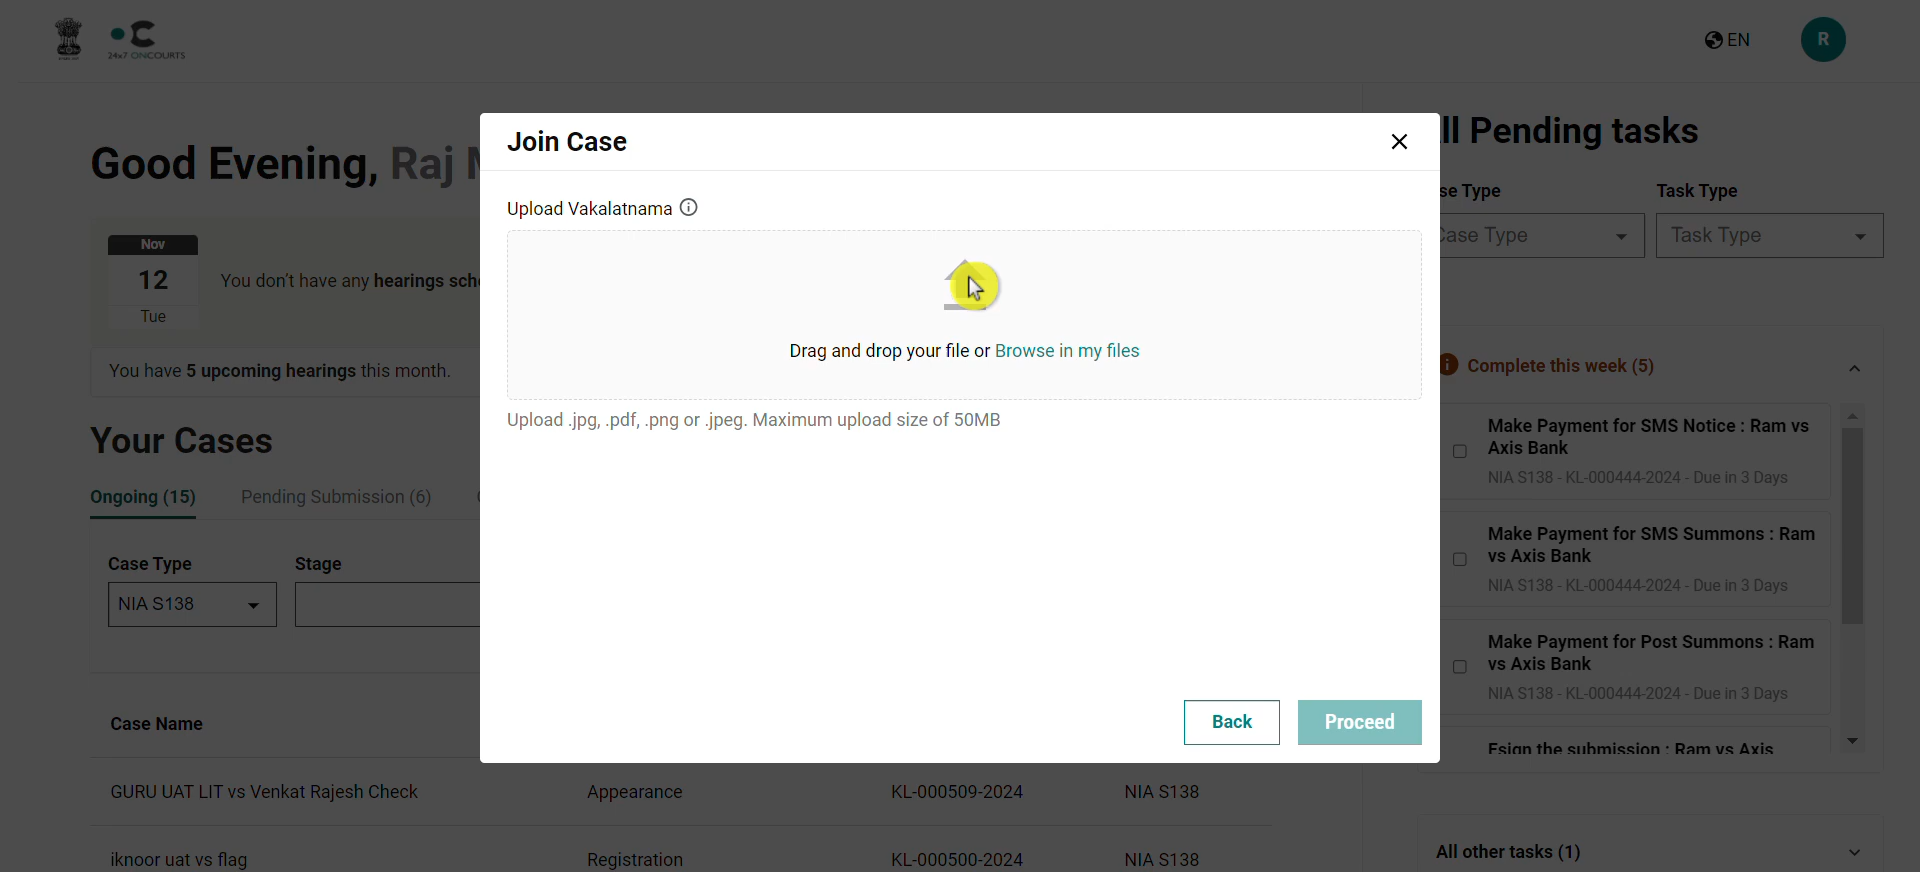 24x7 ONCOURTS
EN
R
Good Evening, Raj
Nov
12
Tue
You don't have any hearings
You have 5 upcoming hearings this month.
Your Cases
Ongoing (15)
Pending Submission (6)
Case Type
Stage
NIA S138
Case Name
GURU UAT LIT vs Venkat Rajesh Check
Appearance
KL-000509-2024
NIA S138
iknoor uat vs flag
Registration
KL-000500-2024
NIA S138
Join Case
Upload Vakalatnama
Drag and drop your file or Browse in my files
Upload .jpg, .pdf, .png or .jpeg. Maximum upload size of 50MB
Back
Proceed
Pending tasks
Type
Task Type
Type
Task Type
Complete this week (5)
Make Payment for SMS Notice : Ram vs
Axis Bank
NIA S138 - KL-000444-2024 - Due in 3 Days
Make Payment for SMS Summons : Ram
vs Axis Bank
NIA S138 - KL-000444-2024 - Due in 3 Days
Make Payment for Post Summons : Ram
vs Axis Bank
NIA S138 - KL-000444-2024 - Due in 3 Days
Esign the submission : Ram vs Axis
All other tasks (1)